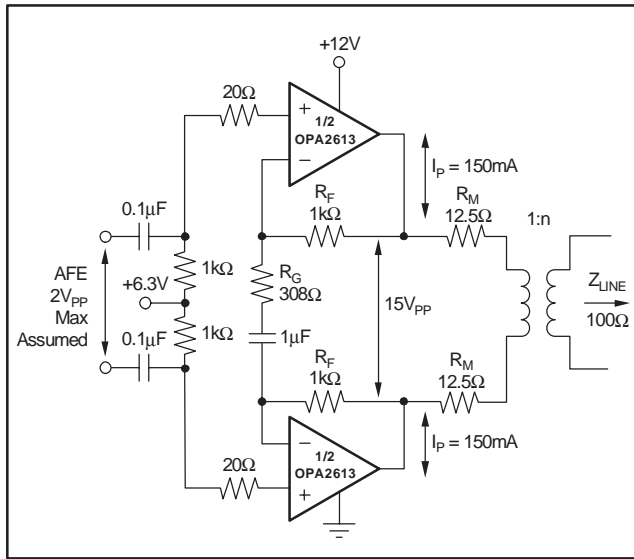 +12V
20Ω
+
1/2
OPA2613
−
I_P = 150mA
R_F
1kΩ
R_M
12.5Ω
1:n
0.1µF
AFE
2V_PP
Max
Assumed
1kΩ
+6.3V
1kΩ
0.1µF
R_G
308Ω
1µF
15V_PP
Z_LINE
100Ω
R_F
1kΩ
R_M
12.5Ω
−
1/2
OPA2613
+
20Ω
I_P = 150mA